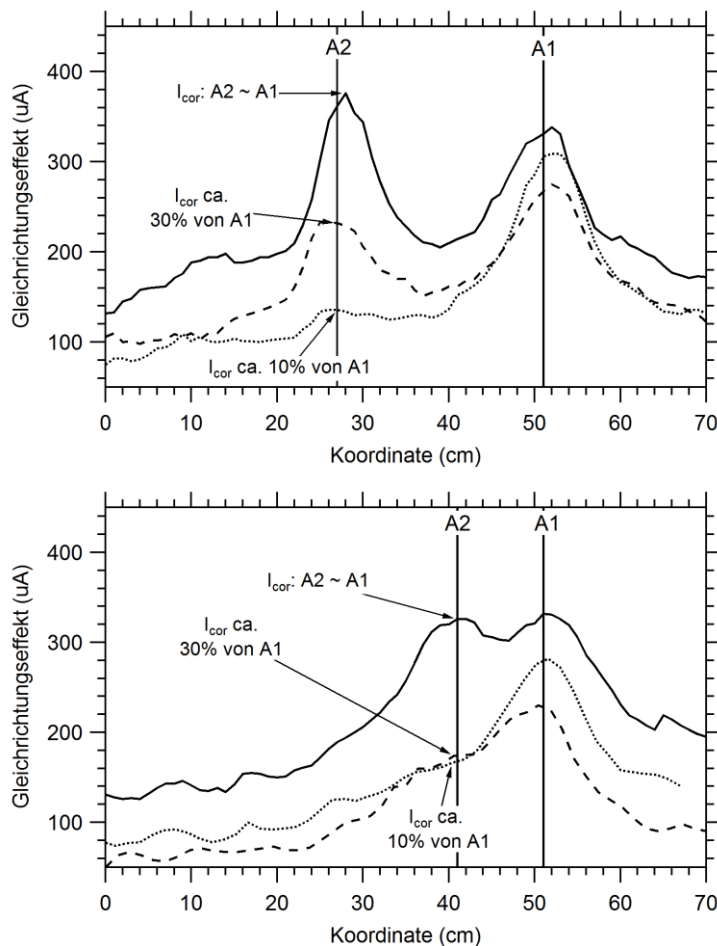 A2 A1
400
300
200
100
Gleichrichtungseffekt (uA)
I_cor: A2 ~ A1
I_cor ca.
30% von A1
I_cor ca. 10% von A1
0 10 20 30 40 50 60 70
Koordinate (cm)
A2 A1
400
300
200
100
Gleichrichtungseffekt (uA)
I_cor: A2 ~ A1
I_cor ca.
30% von A1
I_cor ca.
10% von A1
0 10 20 30 40 50 60 70
Koordinate (cm)